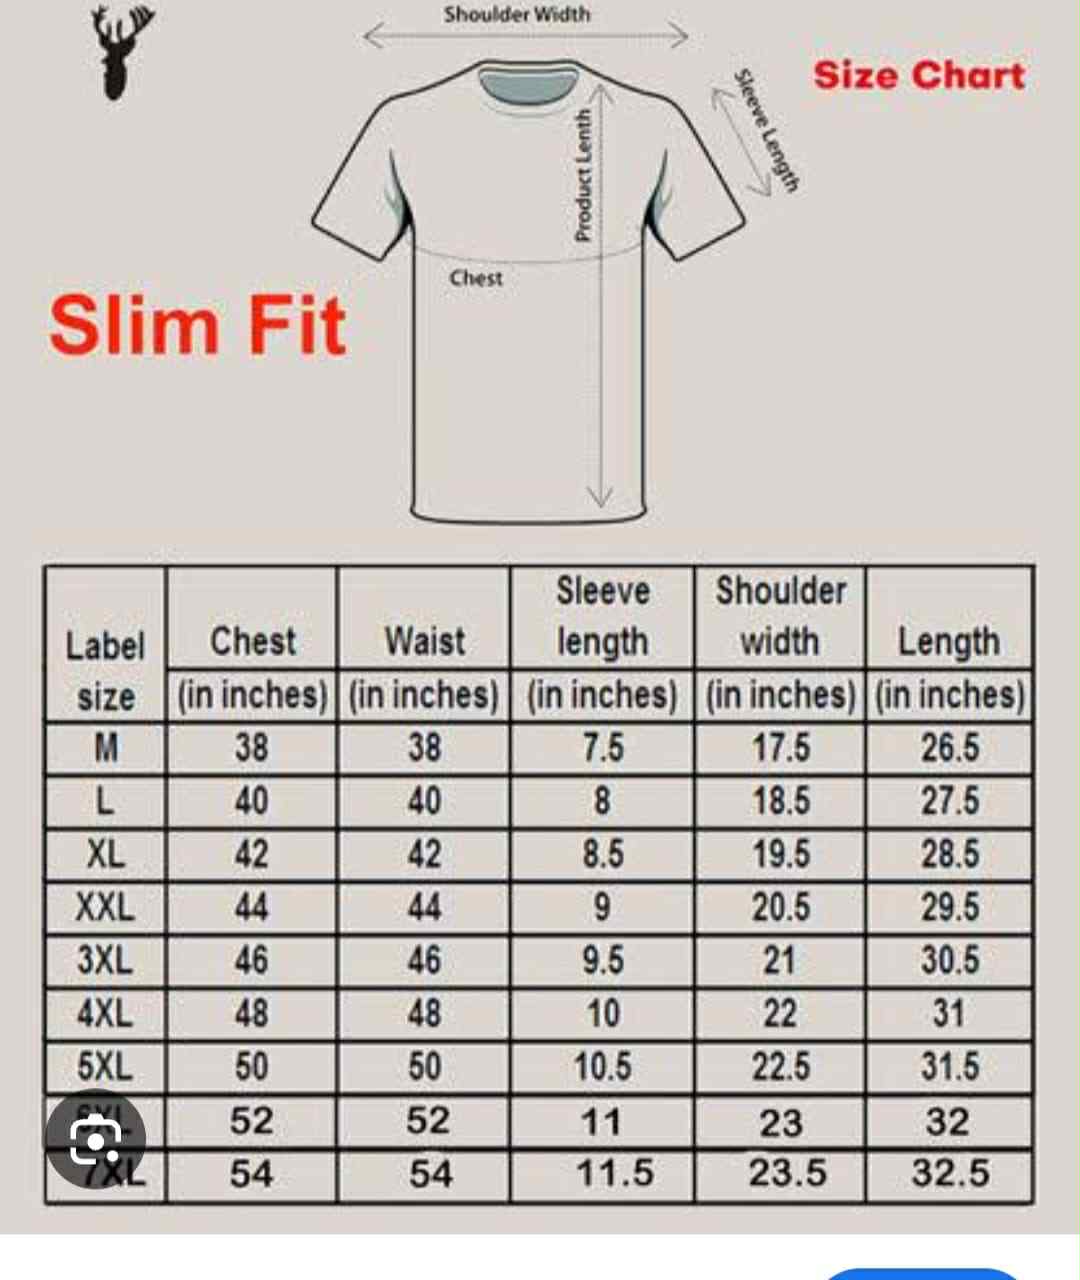 Shoulder Width
Size Chart
Sleeve Length
Product Lenth
Chest
Slim Fit
Label size | Chest | Waist | Sleeve length | Shoulder width | Length
(in inches) | (in inches) | (in inches) | (in inches) | (in inches)
M | 38 | 38 | 7.5 | 17.5 | 26.5
L | 40 | 40 | 8 | 18.5 | 27.5
XL | 42 | 42 | 8.5 | 19.5 | 28.5
XXL | 44 | 44 | 9 | 20.5 | 29.5
3XL | 46 | 46 | 9.5 | 21 | 30.5
4XL | 48 | 48 | 10 | 22 | 31
5XL | 50 | 50 | 10.5 | 22.5 | 31.5
6XL | 52 | 52 | 11 | 23 | 32
7XL | 54 | 54 | 11.5 | 23.5 | 32.5